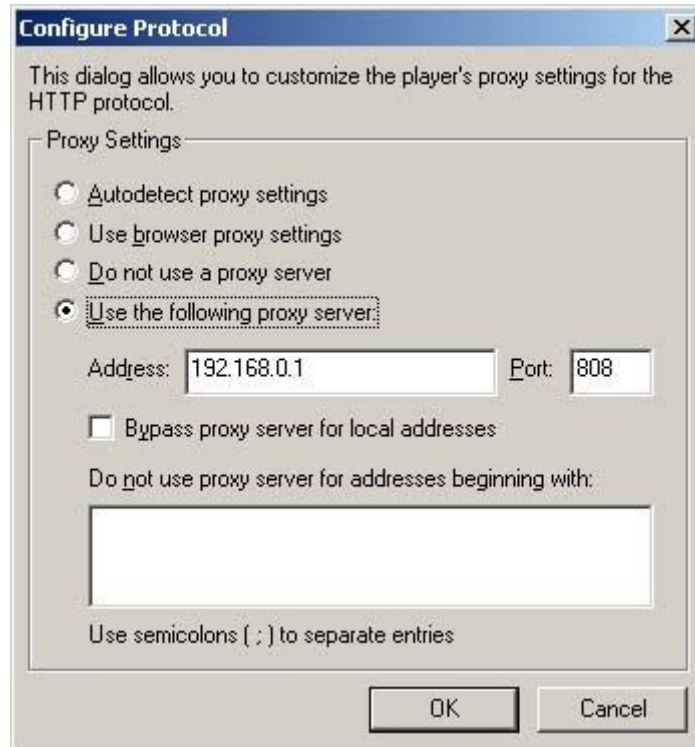 Configure Protocol
This dialog allows you to customize the player's proxy settings for the
HTTP protocol.
Proxy Settings
Autodetect proxy settings
Use browser proxy settings
Do not use a proxy server
Use the following proxy server:
Address: 192.168.0.1 Port: 808
Bypass proxy server for local addresses
Do not use proxy server for addresses beginning with:
Use semicolons ( ; ) to separate entries
OK Cancel